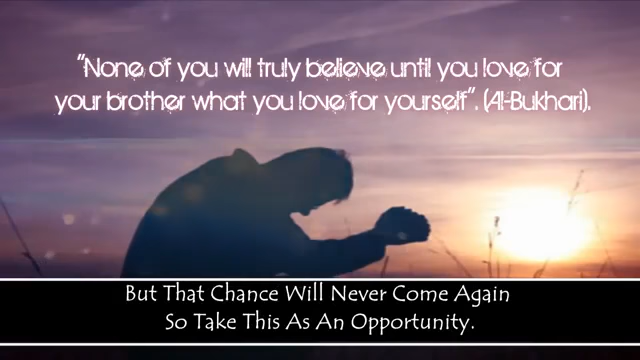 "None of you will truly believe until you love for
your brother what you love for yourself". (Al-Bukhari).
But That Chance Will Never Come Again
So Take This As An Opportunity.